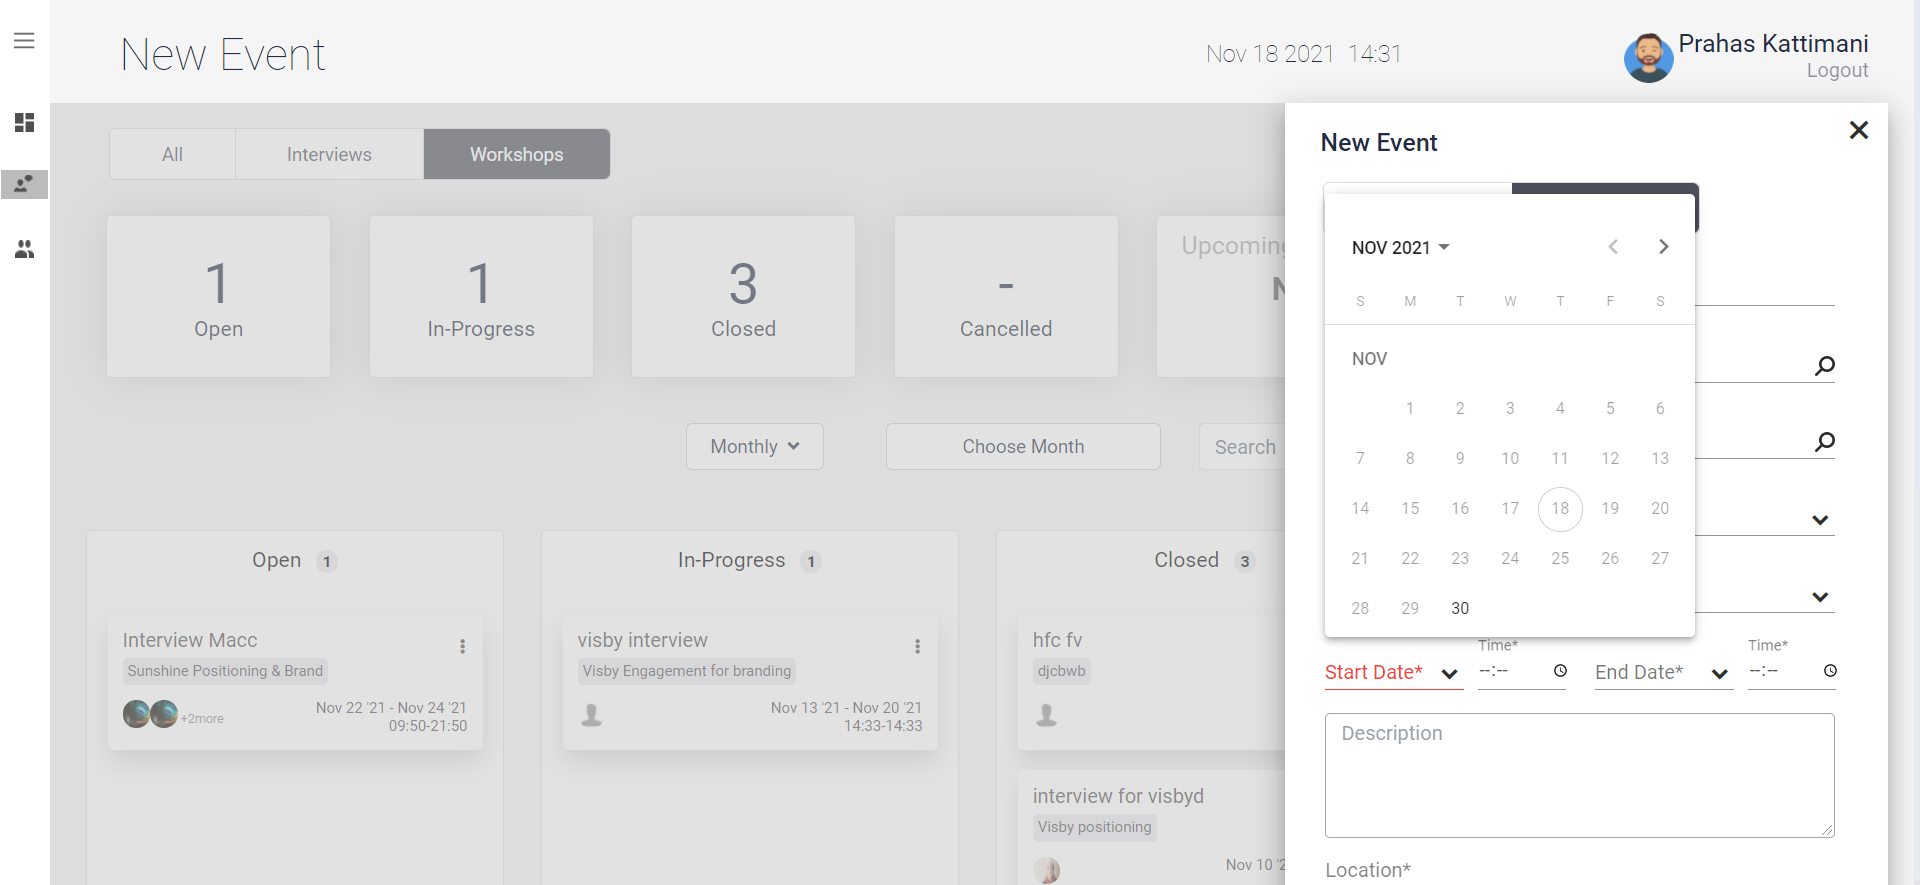 New Event
Nov 18 2021 14:31
Prahas Kattimani
Logout
All
Interviews
Workshops
1
Open
1
In-Progress
3
Closed
-
Cancelled
Upcoming
Monthly
Choose Month
Search
Open 1
Interview Macc
Sunshine Positioning & Brand
+2more
Nov 22 '21 - Nov 24 '21
09:50-21:50
In-Progress 1
visby interview
Visby Engagement for branding
Nov 13 '21 - Nov 20 '21
14:33-14:33
Closed 3
hfc fv
djcbwb
interview for visbyd
Visby positioning
Nov 10 '2
New Event
NOV 2021
S M T W T F S
NOV
1 2 3 4 5 6
7 8 9 10 11 12 13
14 15 16 17 18 19 20
21 22 23 24 25 26 27
28 29 30
Start Date*
Time*
--:--
End Date*
Time*
--:--
Description
Location*